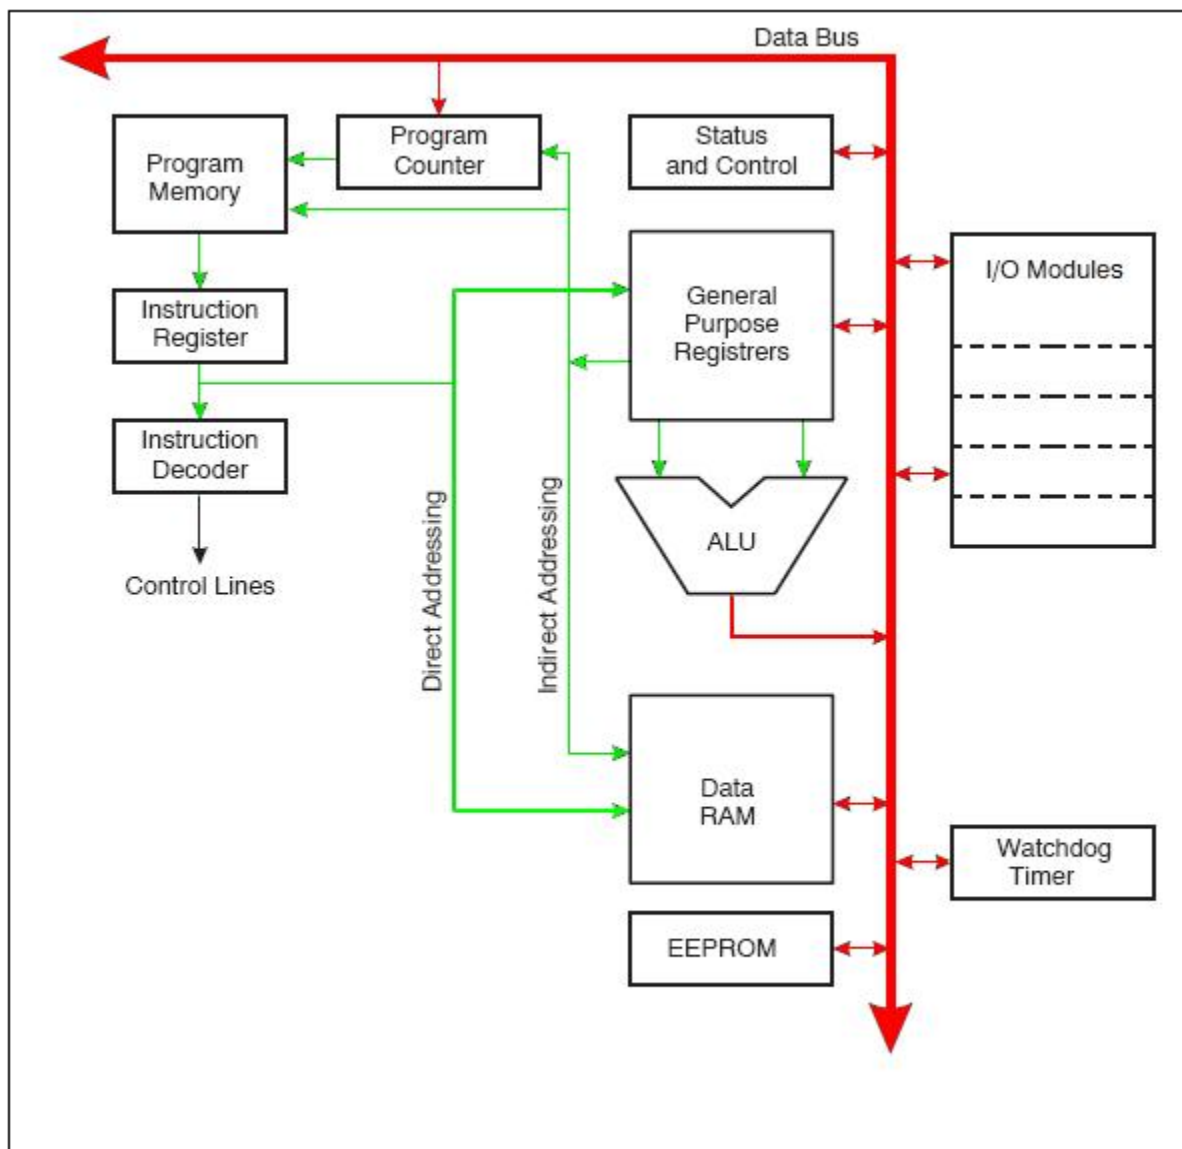 Data Bus
Program
Memory
Program
Counter
Status
and Control
I/O Modules
Instruction
Register
General
Purpose
Registrers
Instruction
Decoder
Control Lines
Direct Addressing
Indirect Addressing
ALU
Data
RAM
Watchdog
Timer
EEPROM